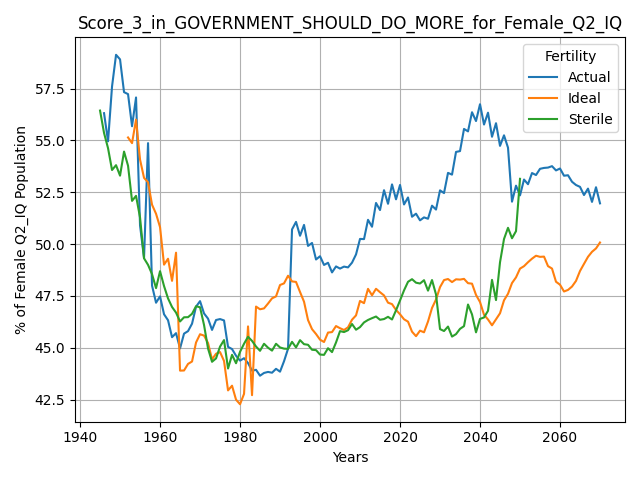 Score_3_in_GOVERNMENT_SHOULD_DO_MORE_for_Female_Q2_IQ
% of Female Q2_IQ Population
57.5
55.0
52.5
50.0
47.5
45.0
42.5
Fertility
Actual
Ideal
Sterile
1940
1960
1980
2000
2020
2040
2060
Years